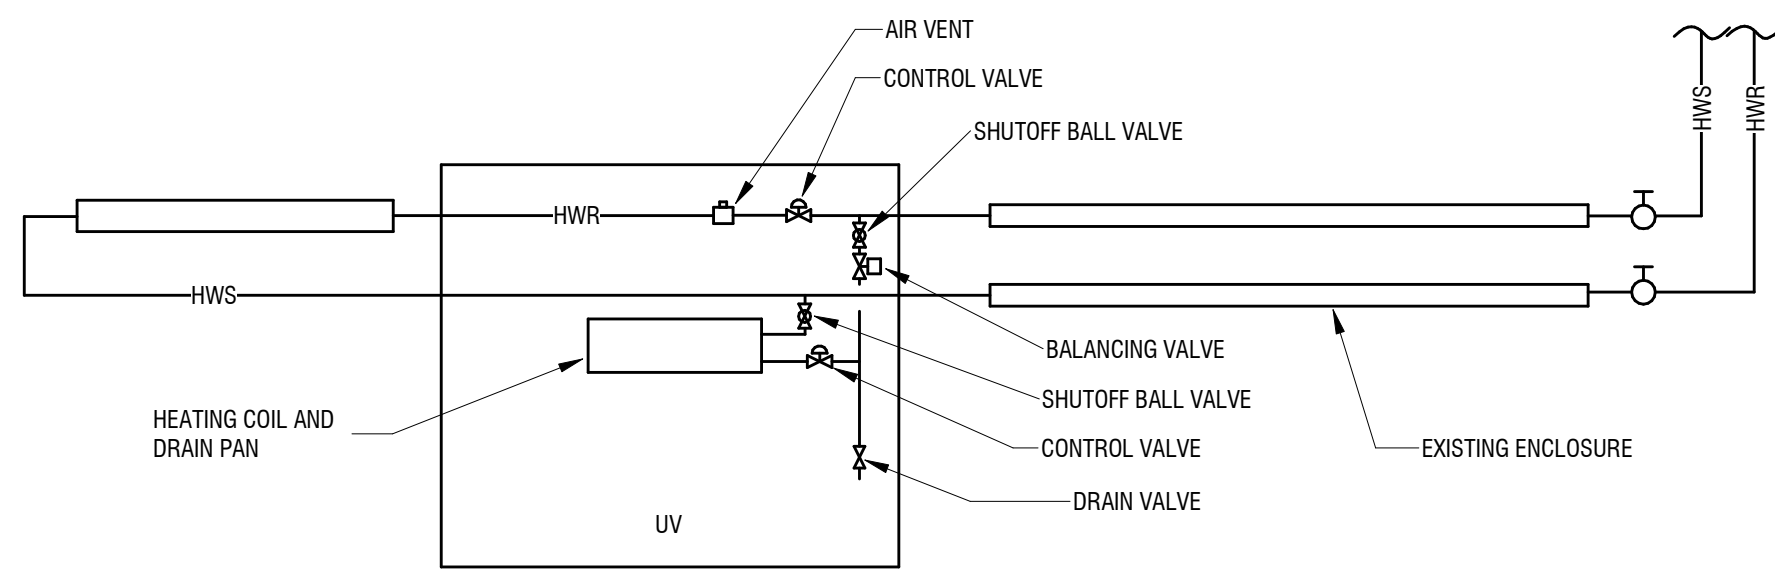 AIR VENT
CONTROL VALVE
SHUTOFF BALL VALVE
HWS
HWR
HWR
HWS
BALANCING VALVE
SHUTOFF BALL VALVE
HEATING COIL AND
DRAIN PAN
CONTROL VALVE
EXISTING ENCLOSURE
DRAIN VALVE
UV